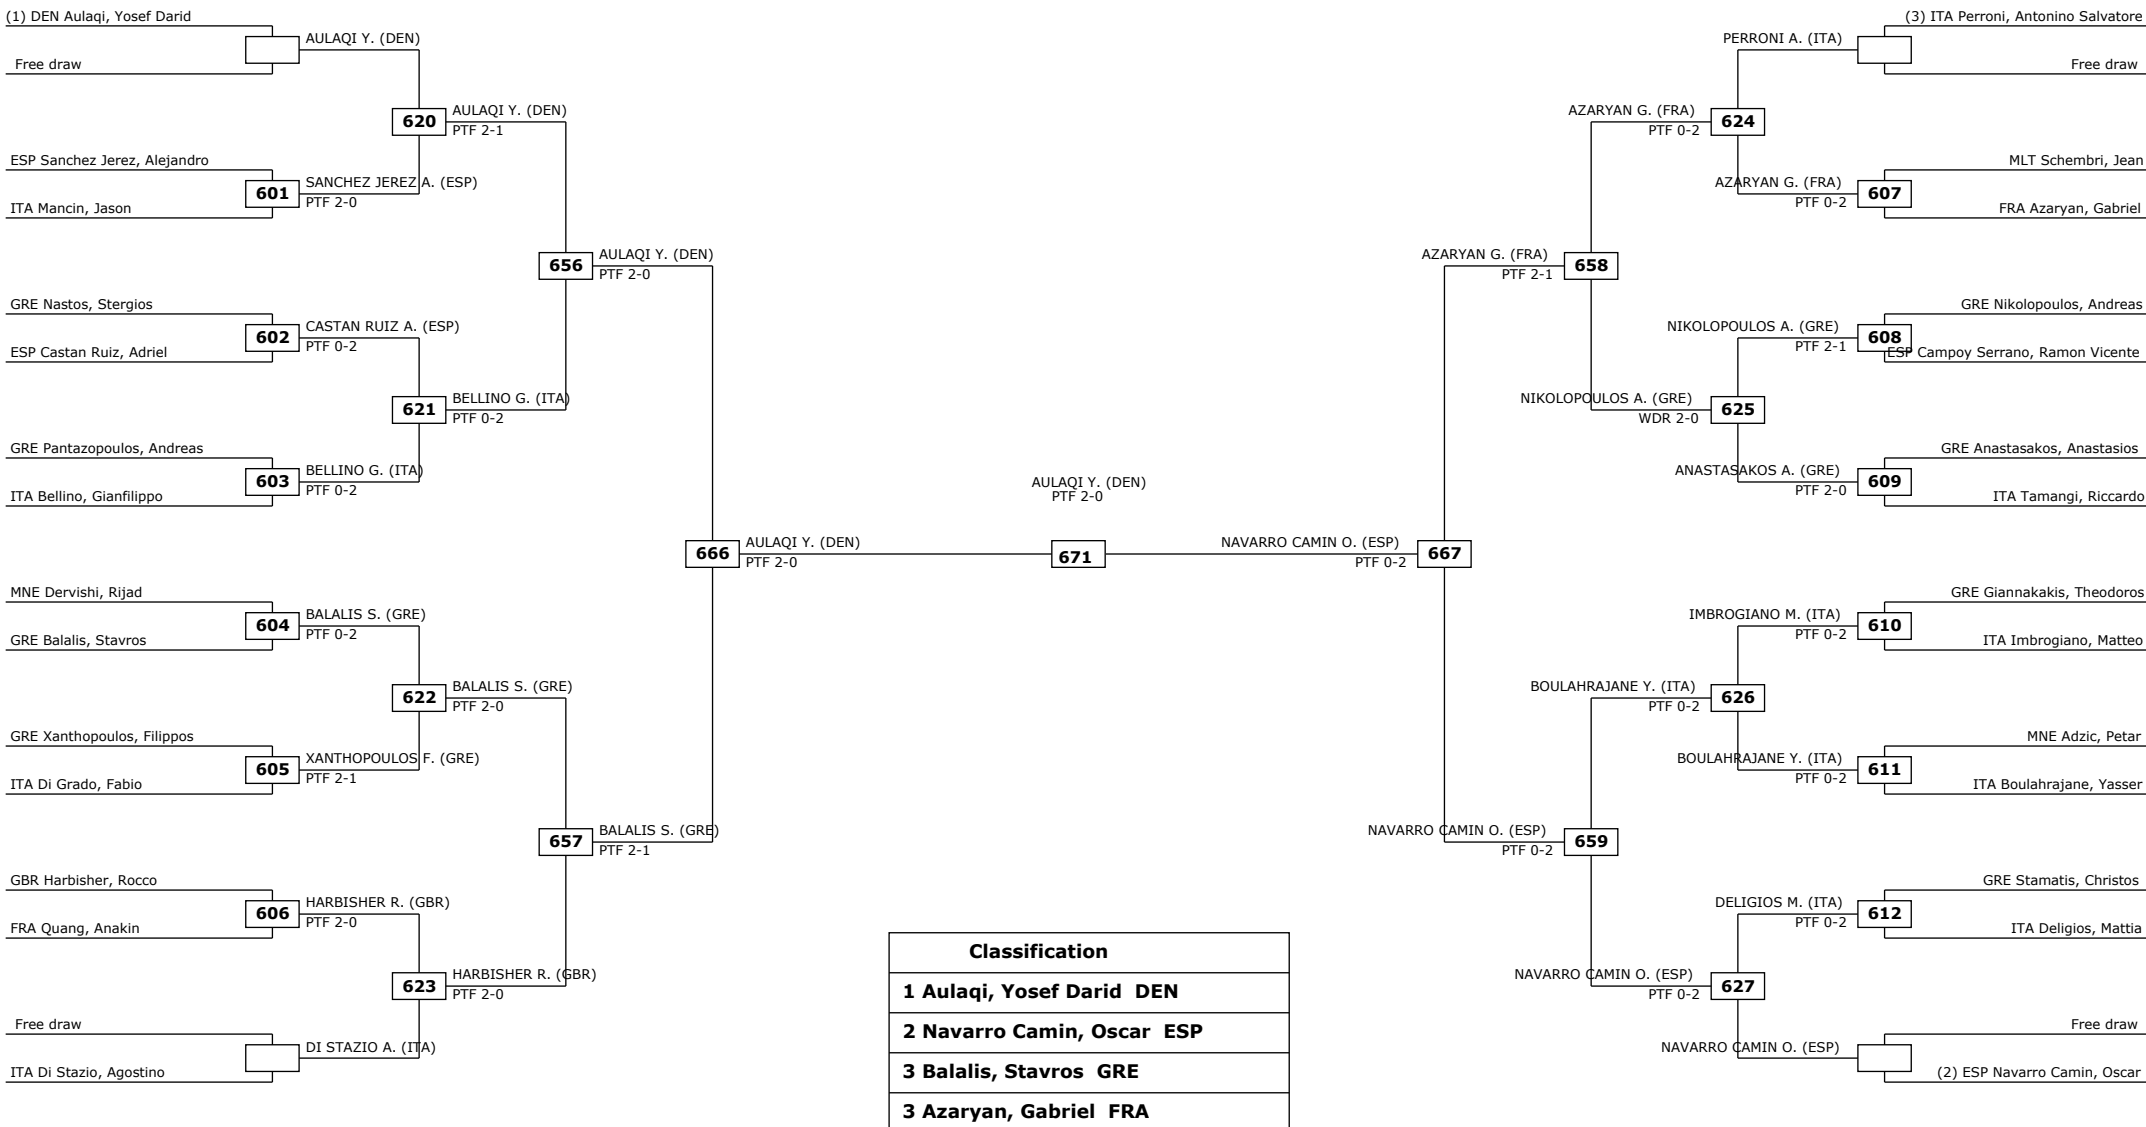 (1) DEN Aulaqi, Yosef Darid
AULAQI Y. (DEN)
Free draw
620
AULAQI Y. (DEN)
PTF 2-1
ESP Sanchez Jerez, Alejandro
601
SANCHEZ JEREZ A. (ESP)
PTF 2-0
ITA Mancin, Jason
656
AULAQI Y. (DEN)
PTF 2-0
GRE Nastos, Stergios
602
CASTAN RUIZ A. (ESP)
PTF 0-2
ESP Castan Ruiz, Adriel
621
BELLINO G. (ITA)
PTF 0-2
GRE Pantazopoulos, Andreas
603
BELLINO G. (ITA)
PTF 0-2
ITA Bellino, Gianfilippo
666
AULAQI Y. (DEN)
PTF 2-0
MNE Dervishi, Rijad
604
BALALIS S. (GRE)
PTF 0-2
GRE Balalis, Stavros
622
BALALIS S. (GRE)
PTF 2-0
GRE Xanthopoulos, Filippos
605
XANTHOPOULOS F. (GRE)
PTF 2-1
ITA Di Grado, Fabio
657
BALALIS S. (GRE)
PTF 2-1
GBR Harbisher, Rocco
606
HARBISHER R. (GBR)
PTF 2-0
FRA Quang, Anakin
623
HARBISHER R. (GBR)
PTF 2-0
Free draw
DI STAZIO A. (ITA)
ITA Di Stazio, Agostino
AULAQI Y. (DEN)
PTF 2-0
671
(3) ITA Perroni, Antonino Salvatore
PERRONI A. (ITA)
Free draw
AZARYAN G. (FRA)
PTF 0-2
624
MLT Schembri, Jean
AZARYAN G. (FRA)
PTF 0-2
607
FRA Azaryan, Gabriel
AZARYAN G. (FRA)
PTF 2-1
658
GRE Nikolopoulos, Andreas
NIKOLOPOULOS A. (GRE)
PTF 2-1
608
ESP Campoy Serrano, Ramon Vicente
NIKOLOPOULOS A. (GRE)
WDR 2-0
625
GRE Anastasakos, Anastasios
ANASTASAKOS A. (GRE)
PTF 2-0
609
ITA Tamangi, Riccardo
NAVARRO CAMIN O. (ESP)
PTF 0-2
667
GRE Giannakakis, Theodoros
IMBROGIANO M. (ITA)
PTF 0-2
610
ITA Imbrogiano, Matteo
BOULAHRAJANE Y. (ITA)
PTF 0-2
626
MNE Adzic, Petar
BOULAHRAJANE Y. (ITA)
PTF 0-2
611
ITA Boulahrajane, Yasser
NAVARRO CAMIN O. (ESP)
PTF 0-2
659
GRE Stamatis, Christos
DELIGIOS M. (ITA)
PTF 0-2
612
ITA Deligios, Mattia
NAVARRO CAMIN O. (ESP)
PTF 0-2
627
Free draw
NAVARRO CAMIN O. (ESP)
(2) ESP Navarro Camin, Oscar
Classification
1 Aulaqi, Yosef Darid DEN
2 Navarro Camin, Oscar ESP
3 Balalis, Stavros GRE
3 Azaryan, Gabriel FRA